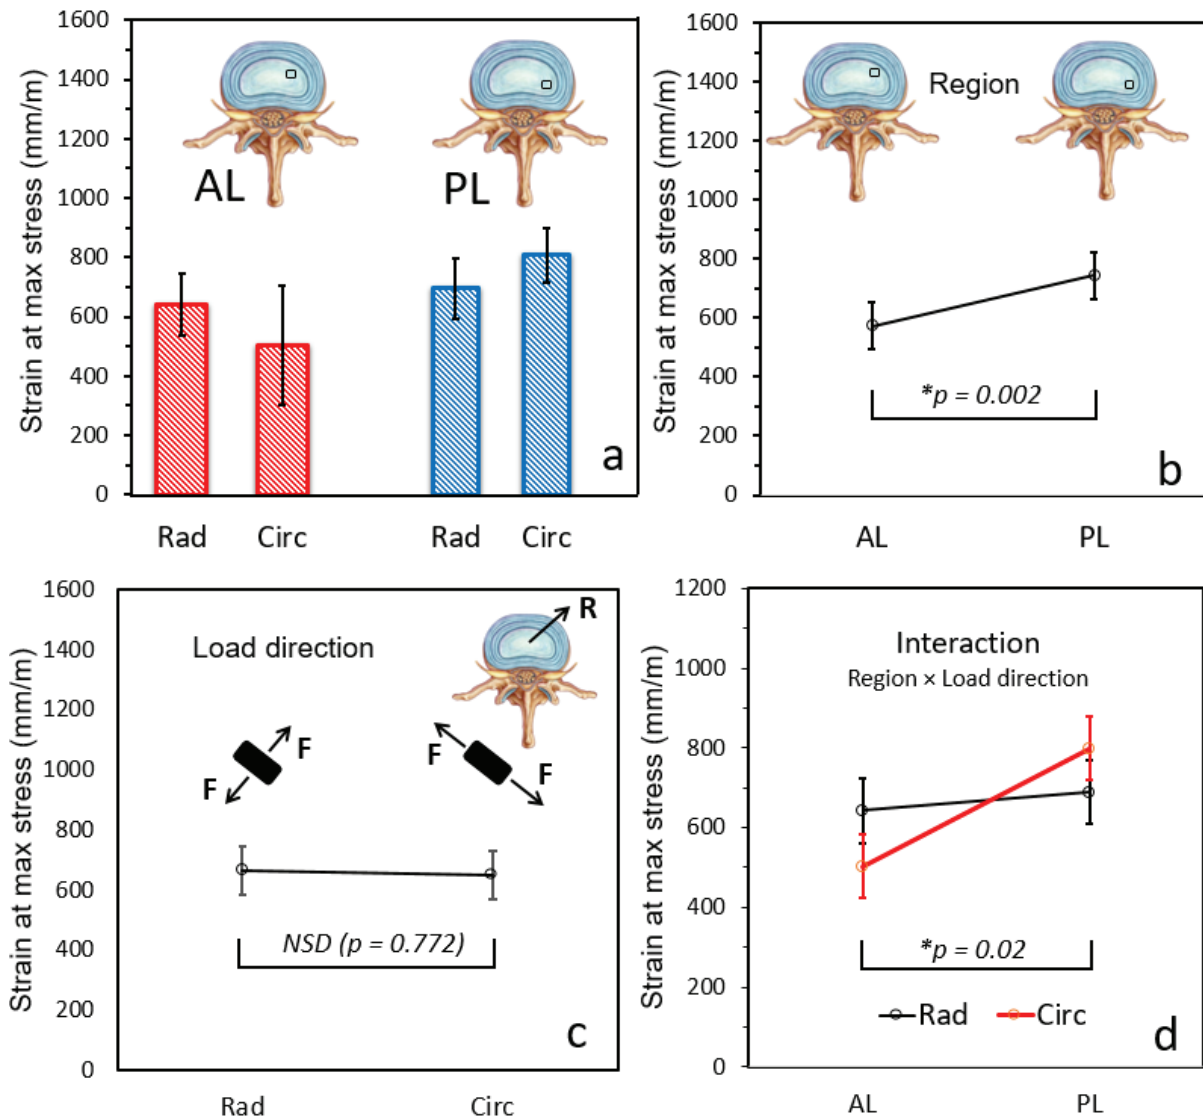 Strain at max stress (mm/m)
1600
1400
1200
1000
800
600
400
200
0
AL
PL
a
Rad
Circ
Rad
Circ
Strain at max stress (mm/m)
1600
1400
1200
1000
800
600
400
200
0
Region
*p = 0.002
b
AL
PL
Strain at max stress (mm/m)
1600
1400
1200
1000
800
600
400
200
0
Load direction
R
F
F
F
F
NSD (p = 0.772)
c
Rad
Circ
Strain at max stress (mm/m)
1200
1000
800
600
400
200
0
Interaction
Region × Load direction
*p = 0.02
Rad
Circ
d
AL
PL